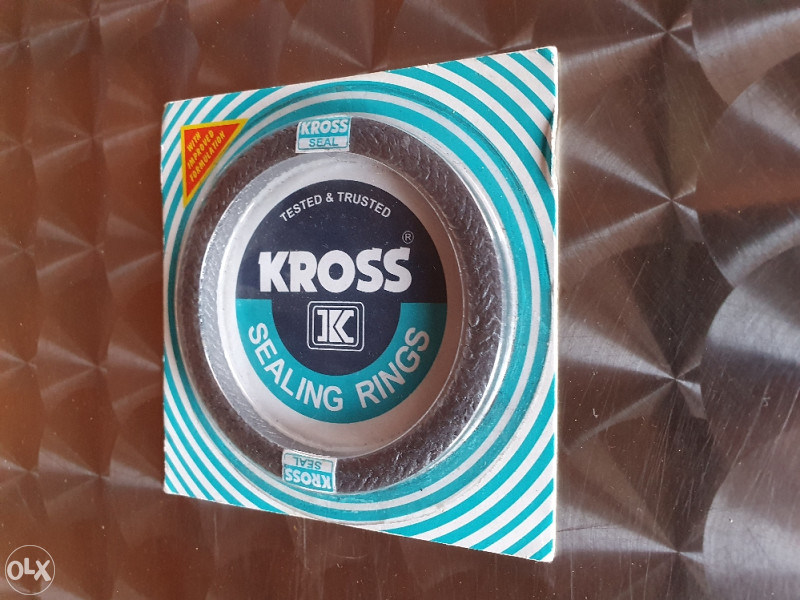 WITH
IMPROVED
FORMULATION
KROSS
SEAL
TESTED & TRUSTED
KROSS®
K
SEALING RINGS
KROSS
SEAL
OLX